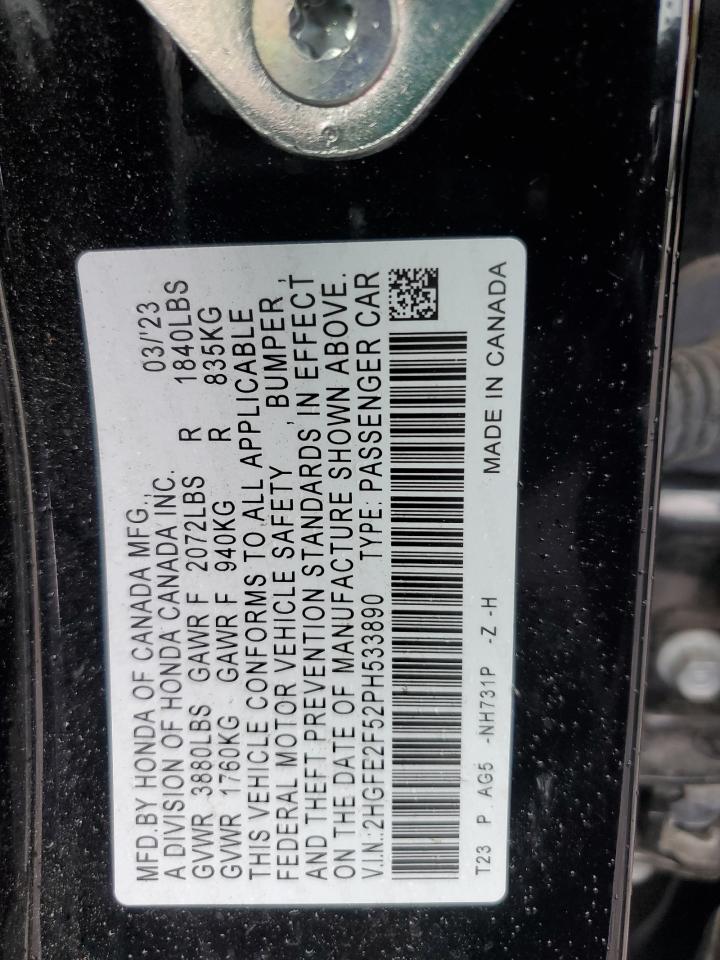 MFD.BY HONDA OF CANADA MFG.,
A DIVISION OF HONDA CANADA INC. 03/'23
GVWR 3880LBS GAWR F 2072LBS R 1840LBS
GVWR 1760KG GAWR F 940KG R 835KG
THIS VEHICLE CONFORMS TO ALL APPLICABLE
FEDERAL MOTOR VEHICLE SAFETY , BUMPER ,
AND THEFT PREVENTION STANDARDS IN EFFECT
ON THE DATE OF MANUFACTURE SHOWN ABOVE.
V.I.N.:2HGFE2F52PH533890 TYPE: PASSENGER CAR
T23 P AG5 -NH731P -Z -H MADE IN CANADA